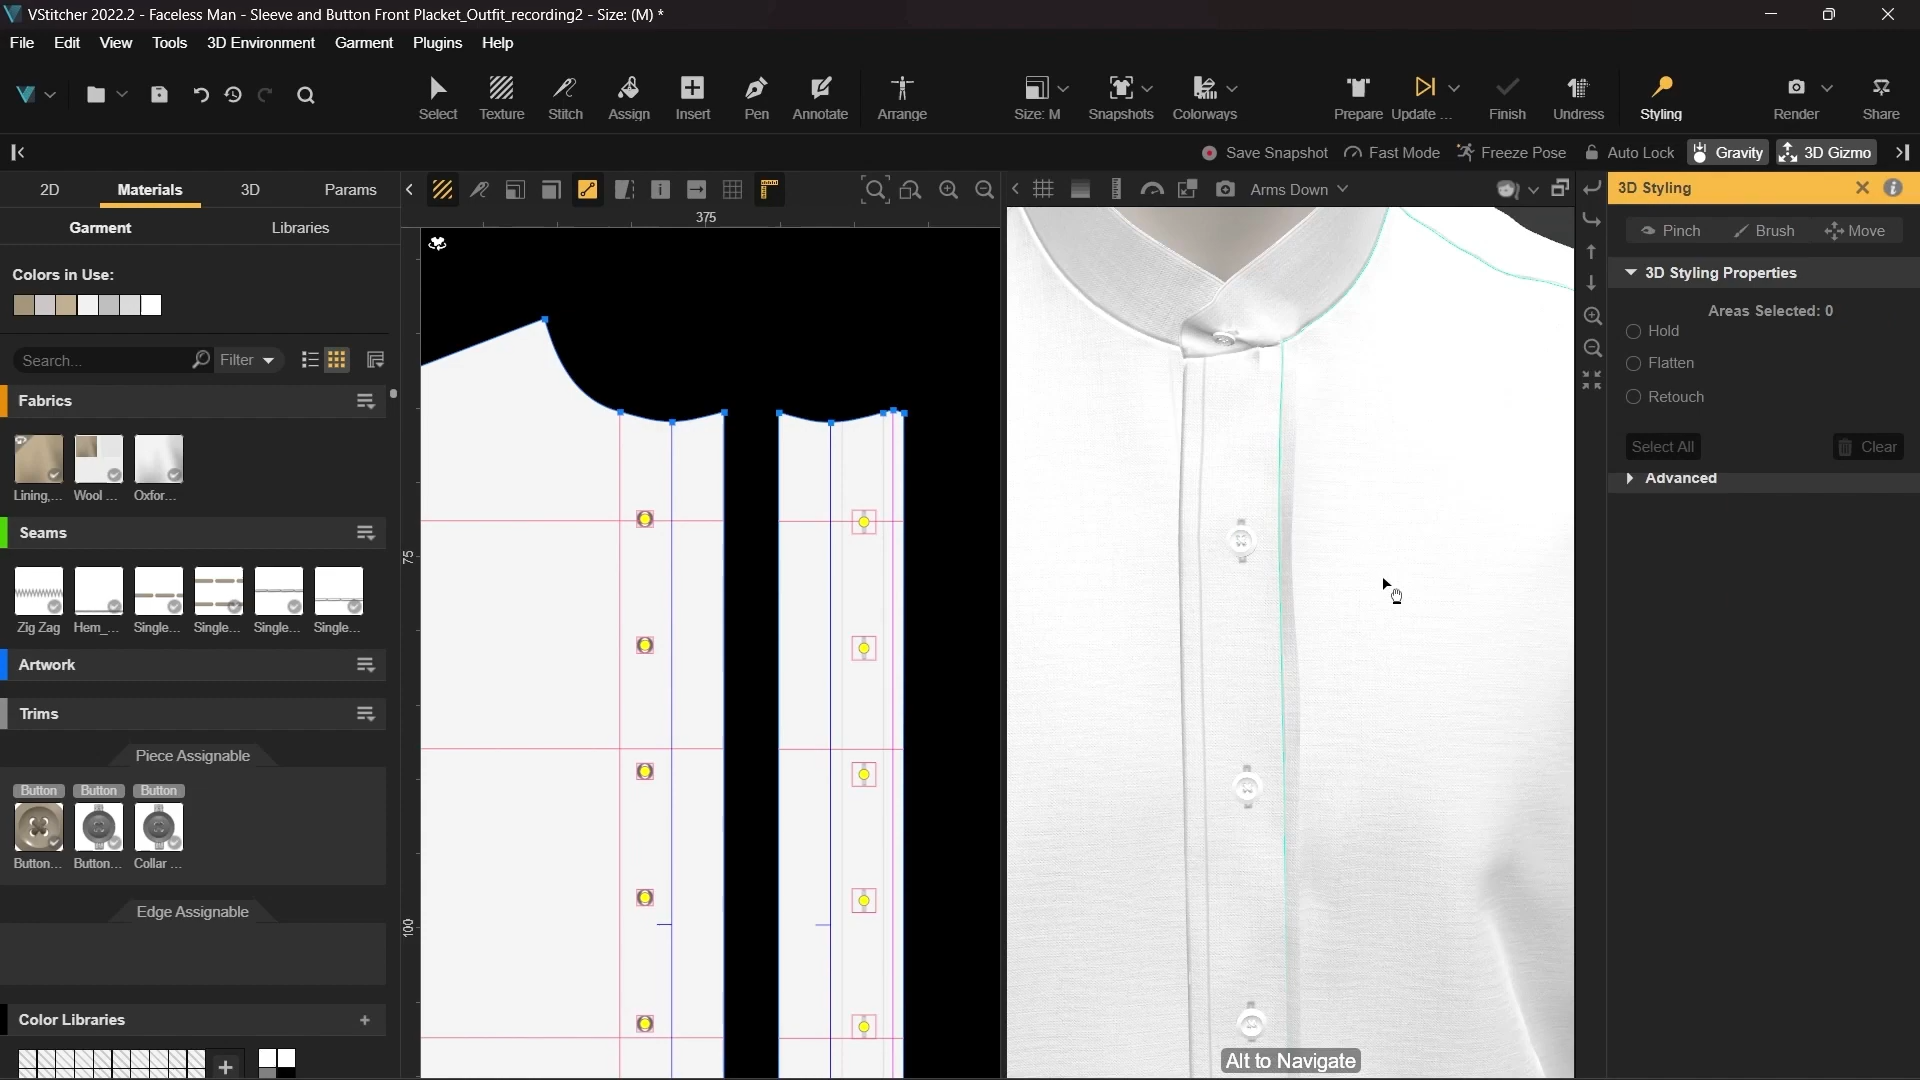 VStitcher 2022.2 - Faceless Man - Sleeve and Button Front Placket_Outfit_recording2 - Size: (M) *
File Edit View Tools 3D Environment Garment Plugins Help
Select Texture Stitch Assign Insert Pen Annotate Arrange Size: M Snapshots Colorways Prepare Update ... Finish Undress Styling Render Share
Save Snapshot Fast Mode Freeze Pose Auto Lock Gravity 3D Gizmo
2D Materials 3D Params
Arms Down
3D Styling
375
Garment Libraries
Pinch Brush Move
Colors in Use:
3D Styling Properties
Areas Selected: 0
Hold
Search... Filter
Flatten
Retouch
Fabrics
Select All Clear
Advanced
Lining,... Wool ... Oxfor...
Seams
75
Zig Zag Hem_... Single... Single... Single... Single...
Artwork
Trims
Piece Assignable
Button Button Button
Button... Button... Collar ...
Edge Assignable
100
Color Libraries
Alt to Navigate